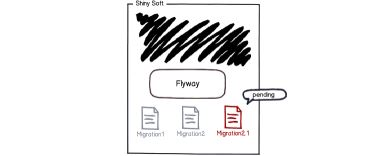 Shiny Soft
Flyway
pending
Migration1
Migration2
Migration2.1